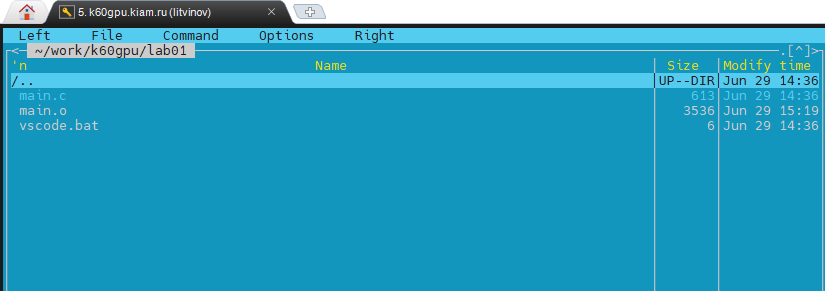 5. k60gpu.kiam.ru (litvinov)
Left File Command Options Right
<- ~/work/k60gpu/lab01 .[^]>
'n Name Size Modify time
/.. UP--DIR Jun 29 14:36
main.c 613 Jun 29 14:36
main.o 3536 Jun 29 15:19
vscode.bat 6 Jun 29 14:36